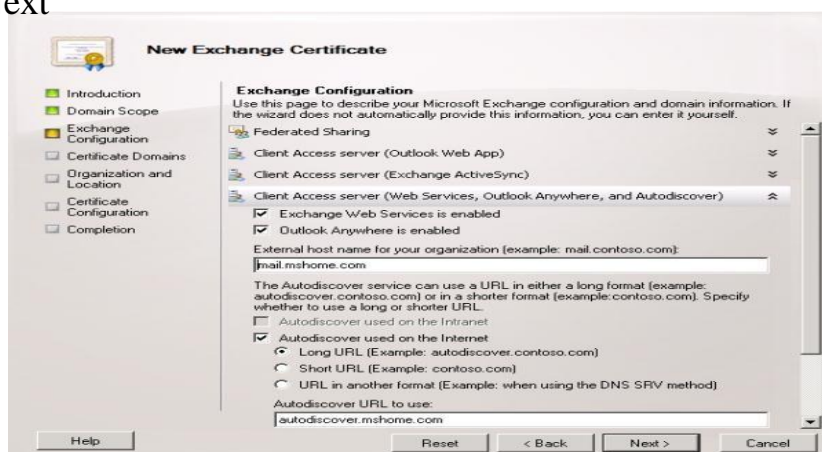 ext
New Exchange Certificate
Introduction
Domain Scope
Exchange
Configuration
Certificate Domains
Organization and
Location
Certificate
Configuration
Completion
Exchange Configuration
Use this page to describe your Microsoft Exchange configuration and domain information. If
the wizard does not automatically provide this information, you can enter it yourself.
Federated Sharing
Client Access server (Outlook Web App)
Client Access server (Exchange ActiveSync)
Client Access server (Web Services, Outlook Anywhere, and Autodiscover)
Exchange Web Services is enabled
Outlook Anywhere is enabled
External host name for your organization (example: mail.contoso.com):
mail.mshome.com
The Autodiscover service can use a URL in either a long format (example:
autodiscover.contoso.com) or in a shorter format (example:contoso.com). Specify
whether to use a long or shorter URL.
Autodiscover used on the Intranet
Autodiscover used on the Internet
Long URL (Example: autodiscover.contoso.com)
Short URL (Example: contoso.com)
URL in another format (Example: when using the DNS SRV method)
Autodiscover URL to use:
autodiscover.mshome.com
Help
Reset
< Back
Next >
Cancel